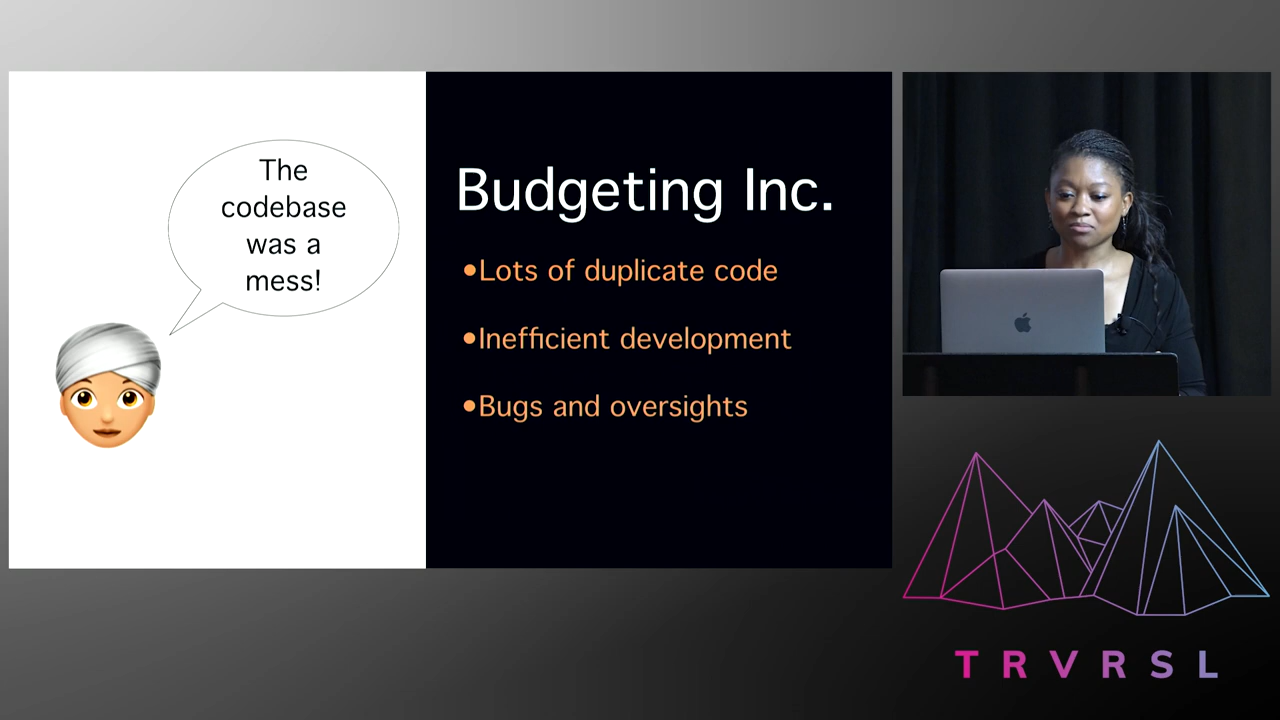 The
codebase
was a
mess!
Budgeting Inc.
•Lots of duplicate code
•Inefficient development
•Bugs and oversights
TRVRSL